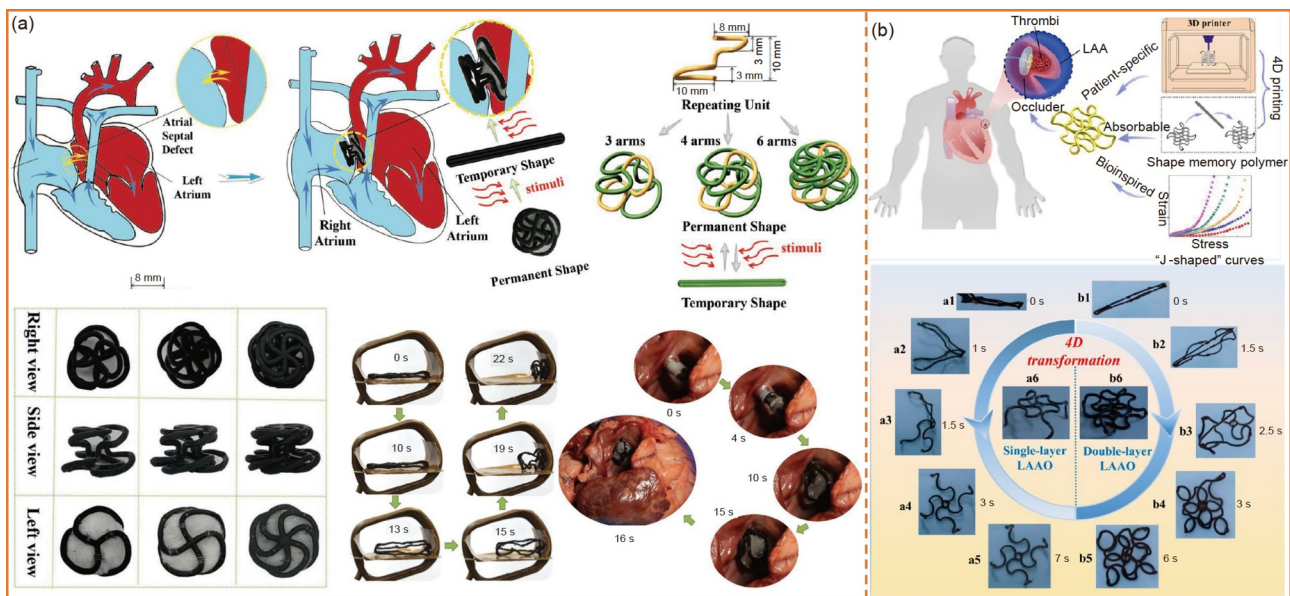 (a)
Atrial
Septal
Defect
Left
Atrium
8 mm
Right
Atrium
Left
Atrium
Temporary Shape
stimuli
Permanent Shape
8 mm
3 mm
10 mm
3 mm
10 mm
Repeating Unit
3 arms
4 arms
6 arms
Permanent Shape
stimuli
Temporary Shape
Right view
Side view
Left view
0 s
22 s
10 s
19 s
13 s
15 s
0 s
4 s
10 s
15 s
16 s
(b)
Thrombi
LAA
Occluder
Patient-specific
Absorbable
Bioinspired
3D printer
4D printing
Shape memory polymer
Strain
Stress
"J -shaped" curves
a1
0 s
b1
0 s
a2
1 s
b2
1.5 s
4D
transformation
a6
b6
a3
1.5 s
b3
2.5 s
Single-layer
LAAO
Double-layer
LAAO
a4
3 s
b4
3 s
a5
7 s
b5
6 s